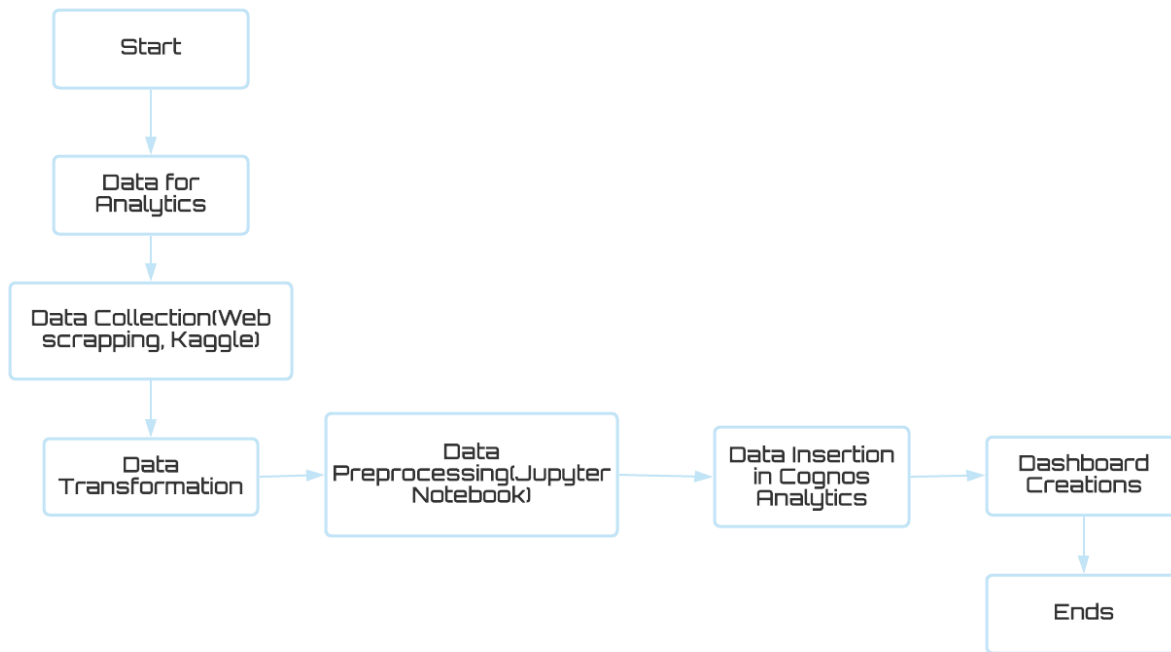 Start
Data for
Analytics
Data Collection(Web
scrapping, Kaggle)
Data
Transformation
Data
Preprocessing(Jupyter
Notebook)
Data Insertion
in Cognos
Analytics
Dashboard
Creations
Ends